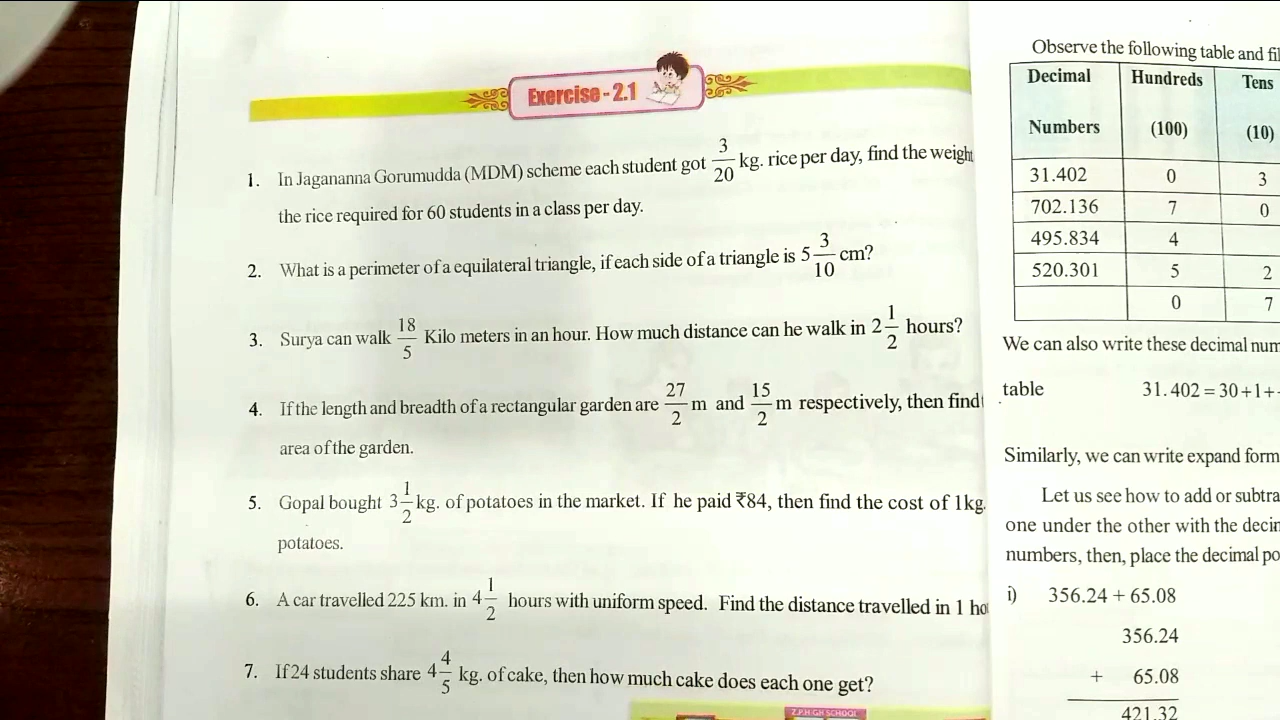 Exercise - 2.1
1. In Jagananna Gorumudda (MDM) scheme each student got 3/20 kg. rice per day, find the weight
the rice required for 60 students in a class per day.
2. What is a perimeter of a equilateral triangle, if each side of a triangle is 5 3/10 cm?
3. Surya can walk 18/5 Kilo meters in an hour. How much distance can he walk in 2 1/2 hours?
4. If the length and breadth of a rectangular garden are 27/2 m and 15/2 m respectively, then find
area of the garden.
5. Gopal bought 3 1/2 kg. of potatoes in the market. If he paid ₹84, then find the cost of 1kg.
potatoes.
6. A car travelled 225 km. in 4 1/2 hours with uniform speed. Find the distance travelled in 1
7. If 24 students share 4 4/5 kg. of cake, then how much cake does each one get?
Z.P.HIGH SCHOOL
Observe the following table and
Decimal Numbers Hundreds (100) Tens (10)
31.402 0 3
702.136 7 0
495.834 4
520.301 5 2
0 7
We can also write these decimal
table 31.402 = 30+1+
Similarly, we can write expand form
Let us see how to add or
one under the other with the
numbers, then, place the decimal
i) 356.24 + 65.08
356.24
+ 65.08
421.32